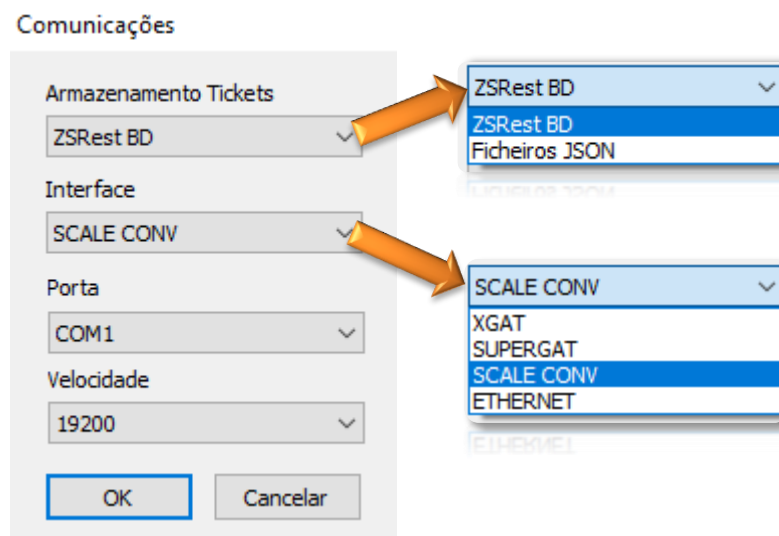 Comunicações
Armazenamento Tickets
ZSRest BD
Interface
SCALE CONV
Porta
COM1
Velocidade
19200
OK
Cancelar
ZSRest BD
ZSRest BD
Ficheiros JSON
SCALE CONV
XGAT
SUPERGAT
SCALE CONV
ETHERNET